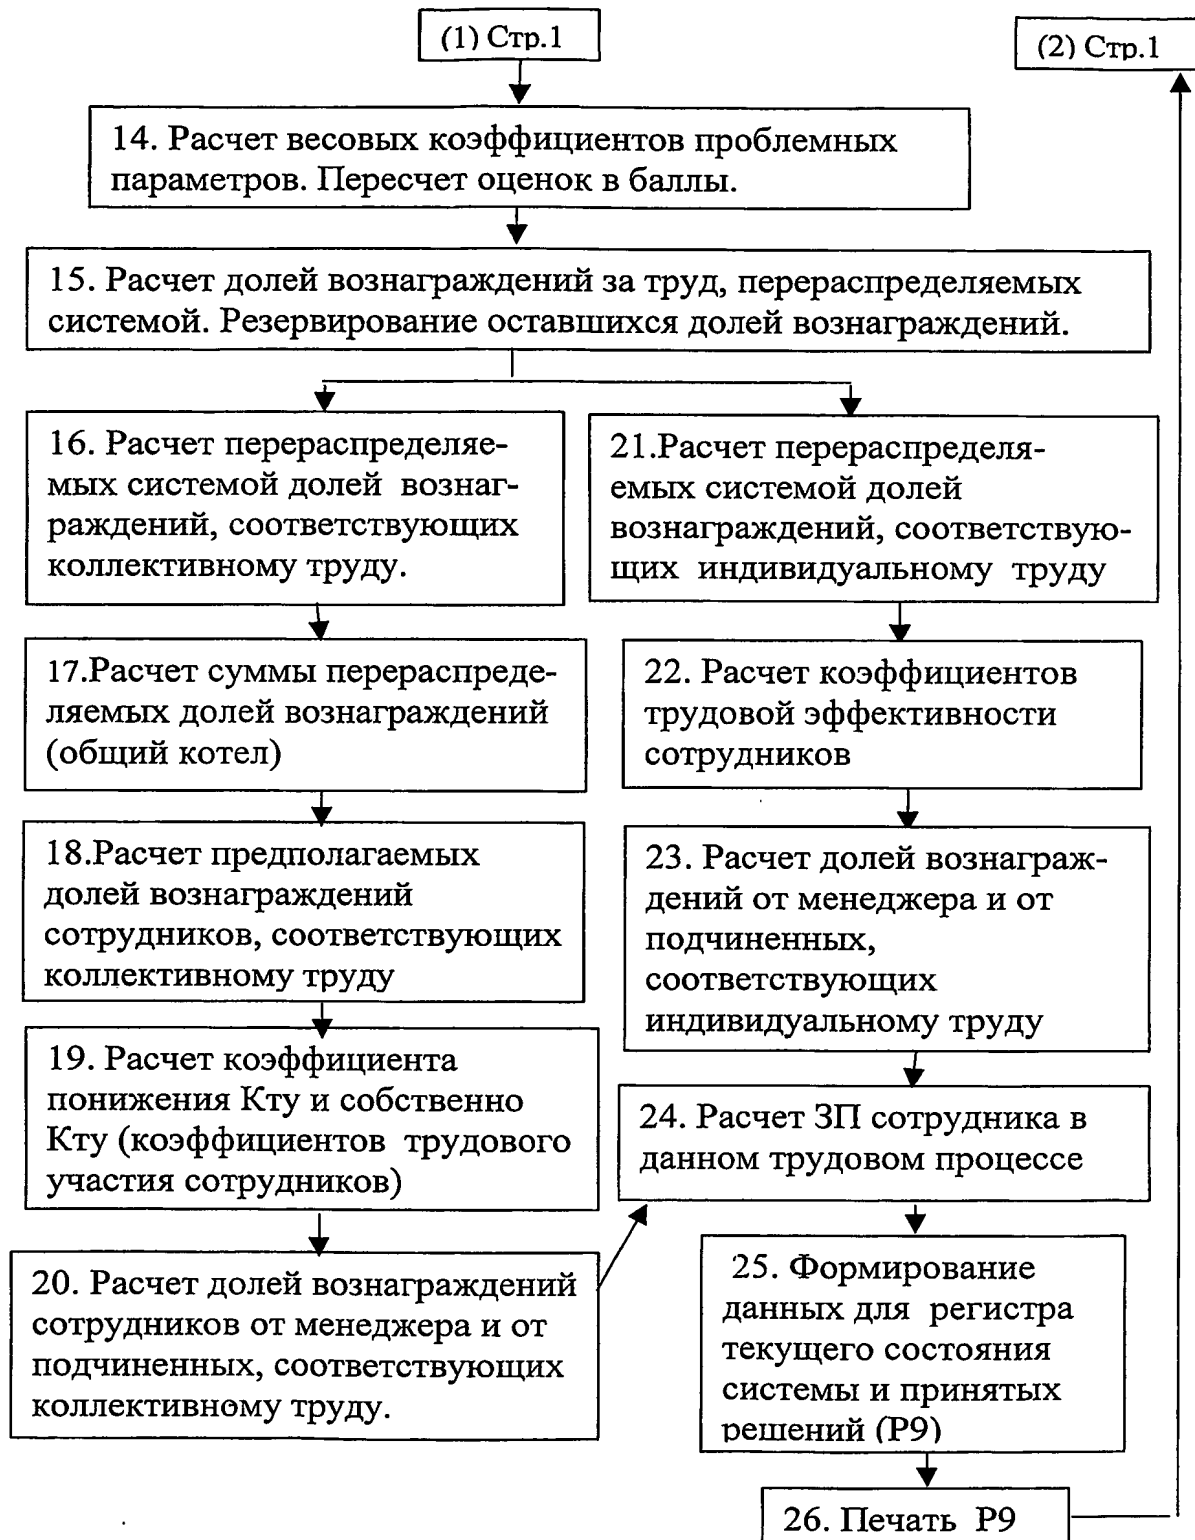 (1) Стр.1
(2) Стр.1
14. Расчет весовых коэффициентов проблемных
параметров. Пересчет оценок в баллы.
15. Расчет долей вознаграждений за труд, перераспределяемых
системой. Резервирование оставшихся долей вознаграждений.
16. Расчет перераспределяе-
мых системой долей вознаг-
раждений, соответствующих
коллективному труду.
17.Расчет суммы перераспреде-
ляемых долей вознаграждений
(общий котел)
18.Расчет предполагаемых
долей вознаграждений
сотрудников, соответствующих
коллективному труду
19. Расчет коэффициента
понижения Кту и собственно
Кту (коэффициентов трудового
участия сотрудников)
20. Расчет долей вознаграждений
сотрудников от менеджера и от
подчиненных, соответствующих
коллективному труду.
21.Расчет перераспределя-
емых системой долей
вознаграждений, соответствую-
щих индивидуальному труду
22. Расчет коэффициентов
трудовой эффективности
сотрудников
23. Расчет долей вознаграж-
дений от менеджера и от
подчиненных,
соответствующих
индивидуальному труду
24. Расчет ЗП сотрудника в
данном трудовом процессе
25. Формирование
данных для регистра
текущего состояния
системы и принятых
решений (Р9)
26. Печать Р9